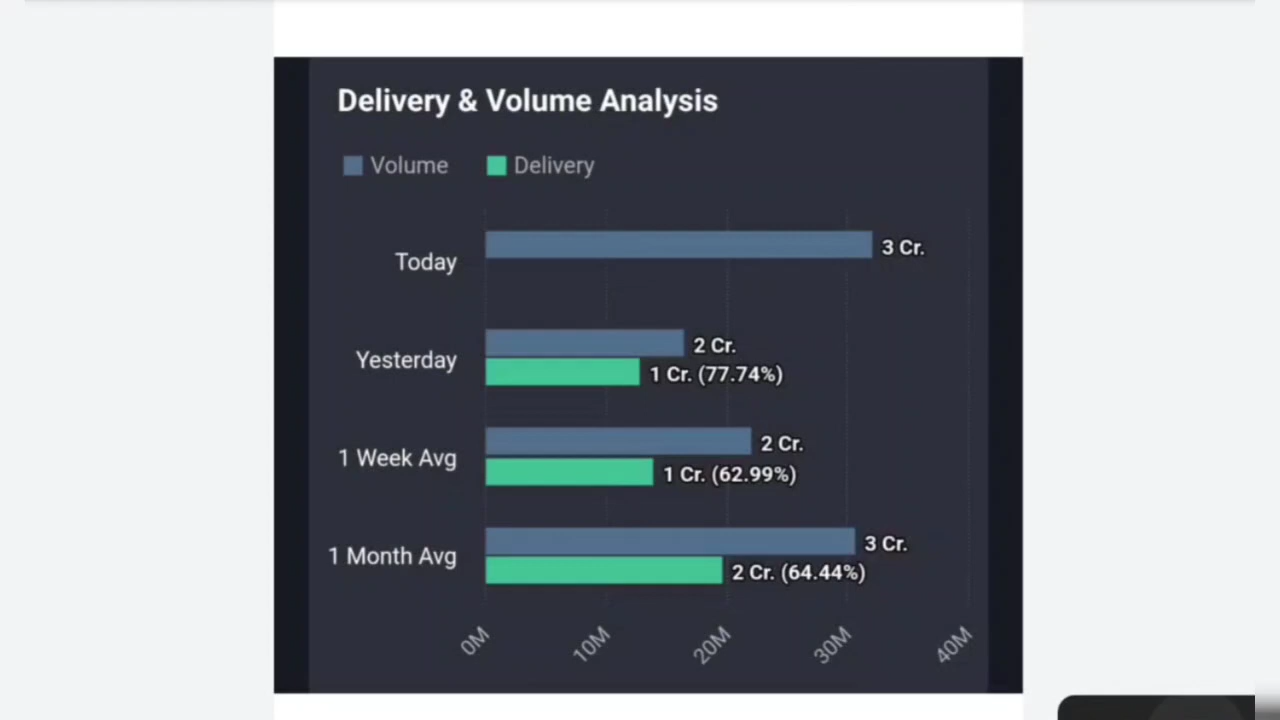 Delivery & Volume Analysis
Volume Delivery
Today 3 Cr.
Yesterday 2 Cr.
1 Cr. (77.74%)
1 Week Avg 2 Cr.
1 Cr. (62.99%)
1 Month Avg 3 Cr.
2 Cr. (64.44%)
0M 10M 20M 30M 40M